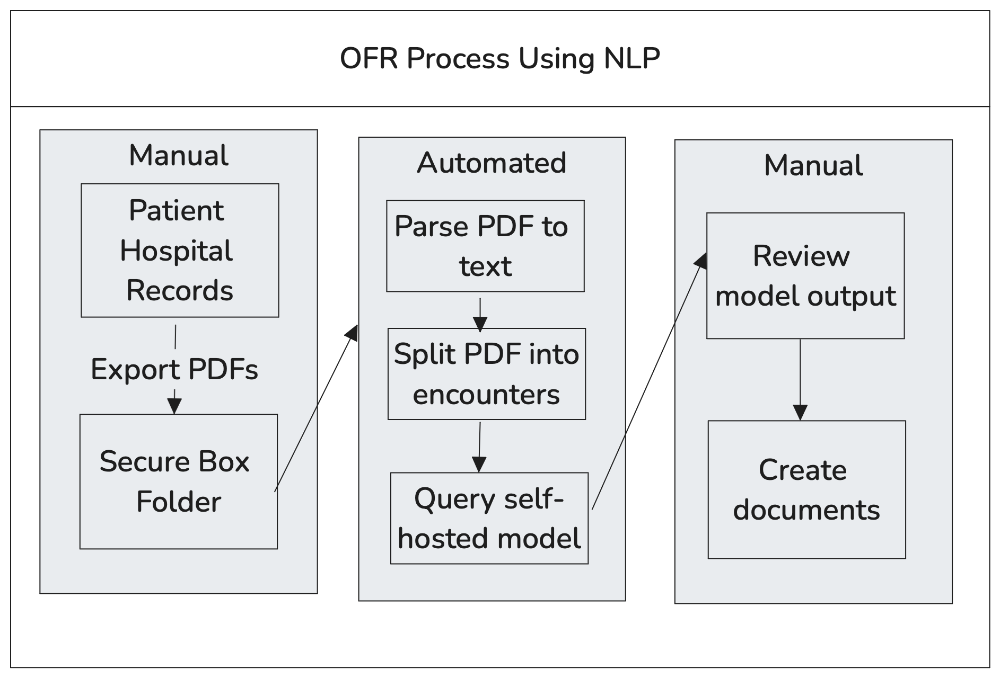 OFR Process Using NLP
Manual
Patient
Hospital
Records
Export PDFs
Secure Box
Folder
Automated
Parse PDF to
text
Split PDF into
encounters
Query self-
hosted model
Manual
Review
model output
Create
documents